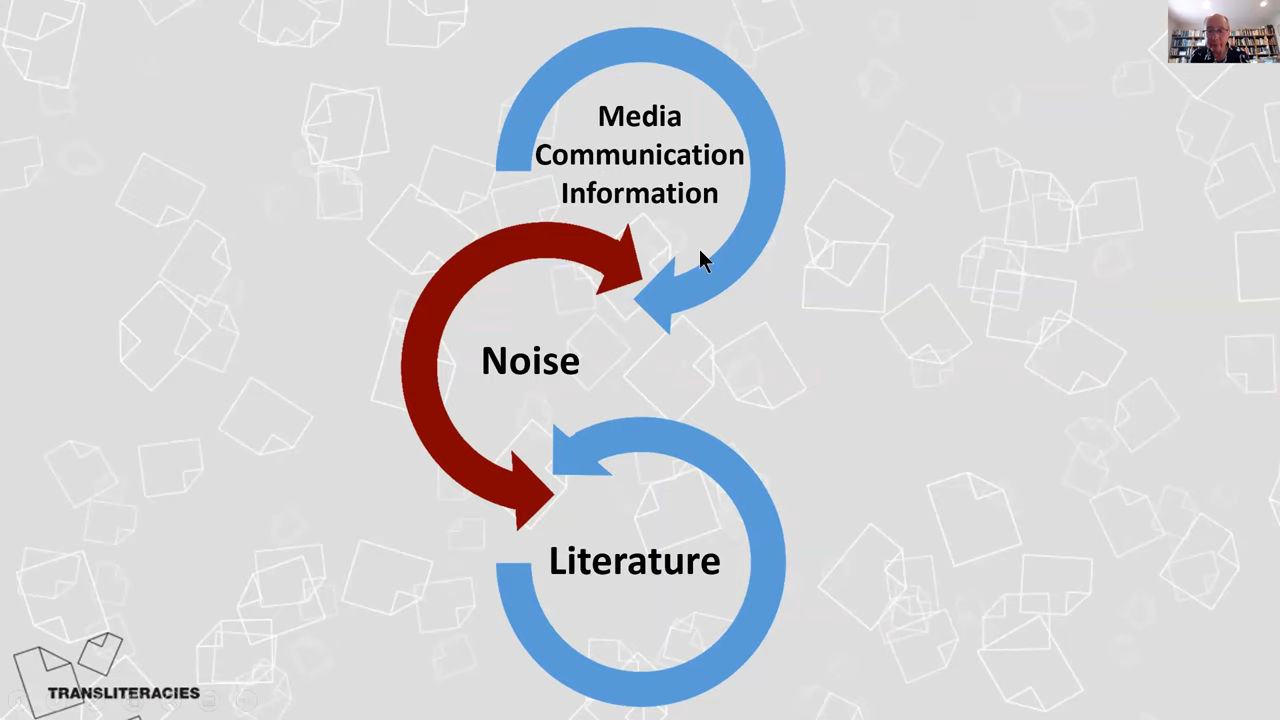 Media
Communication
Information
Noise
Literature
TRANSLITERACIES